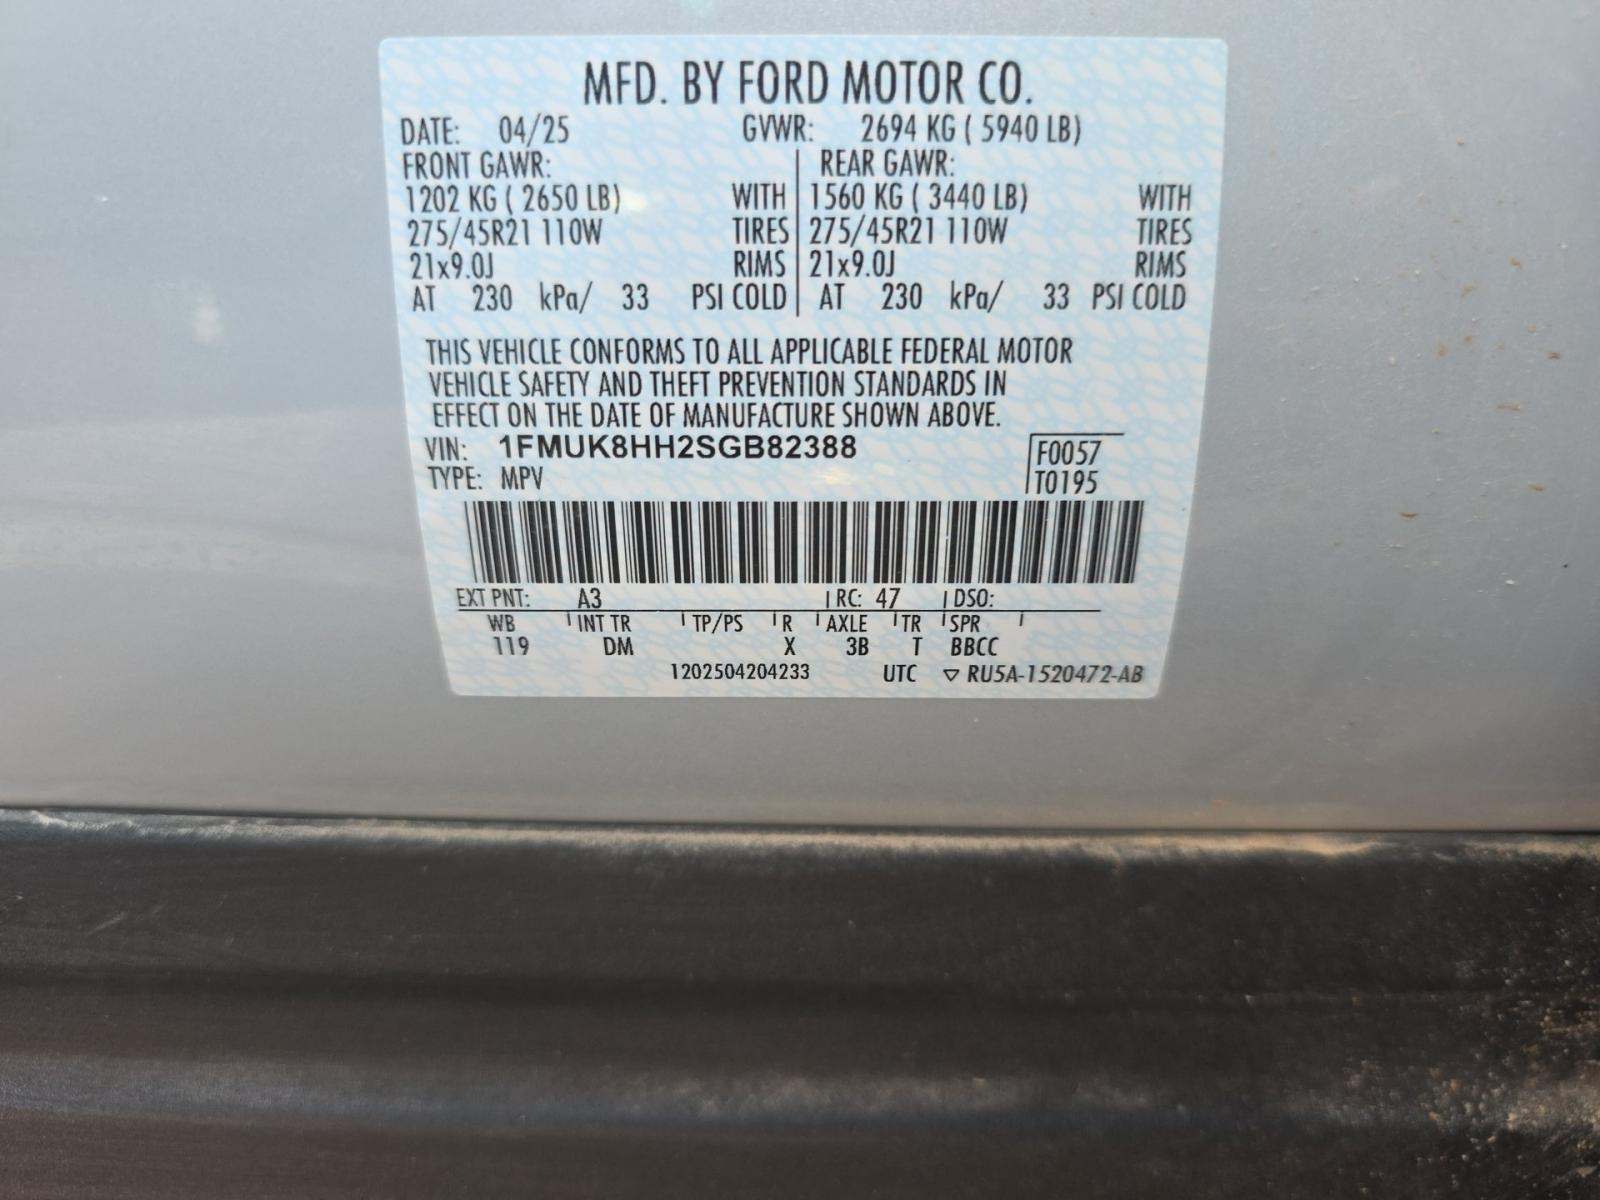 MFD. BY FORD MOTOR CO.
DATE: 04/25 GVWR: 2694 KG ( 5940 LB)
FRONT GAWR: REAR GAWR:
1202 KG ( 2650 LB) WITH 1560 KG ( 3440 LB) WITH
275/45R21 110W TIRES 275/45R21 110W TIRES
21x9.0J RIMS 21x9.0J RIMS
AT 230 kPa/ 33 PSI COLD AT 230 kPa/ 33 PSI COLD
THIS VEHICLE CONFORMS TO ALL APPLICABLE FEDERAL MOTOR
VEHICLE SAFETY AND THEFT PREVENTION STANDARDS IN
EFFECT ON THE DATE OF MANUFACTURE SHOWN ABOVE.
VIN: 1FMUK8HH2SGB82388 F0057
TYPE: MPV T0195
EXT PNT: A3 RC: 47 DSO:
WB INT TR TP/PS R AXLE TR SPR
119 DM X 3B T BBCC
1202504204233 UTC ▽ RU5A-1520472-AB